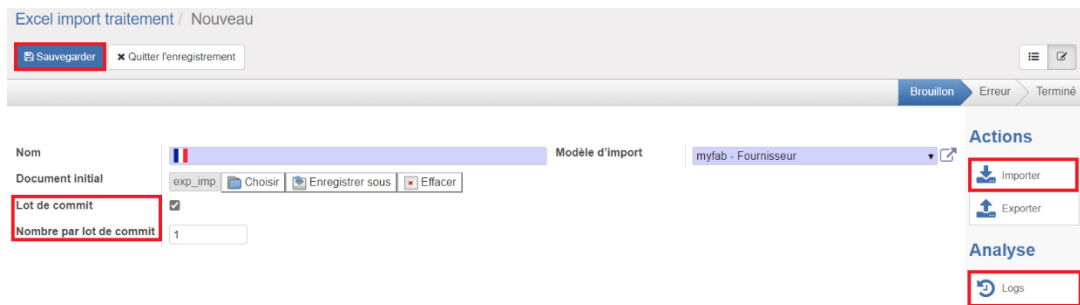 Excel import traitement / Nouveau
Sauvegarder
Quitter l'enregistrement
Brouillon
Erreur
Terminé
Nom
Modèle d'import
myfab - Fournisseur
Document initial
exp_imp
Choisir
Enregistrer sous
Effacer
Lot de commit
Nombre par lot de commit
1
Actions
Importer
Exporter
Analyse
Logs